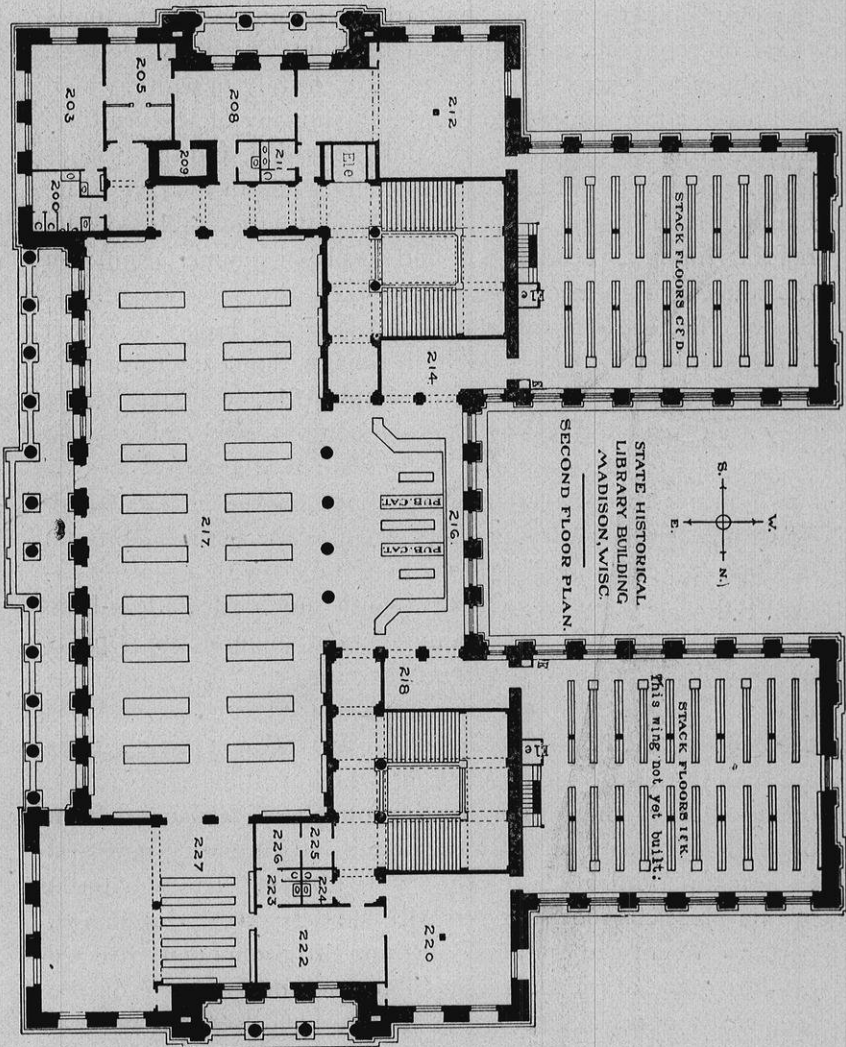 STATE HISTORICAL
LIBRARY BUILDING
MADISON, WISC.
SECOND FLOOR PLAN.
W.
S.
N.
E.
STACK FLOORS C & D.
STACK FLOORS I & K.
This wing not yet built.
203
205
208
209
200
211
Ele
212
Ele
214
216.
PUB. CAT.
PUB. CAT.
217.
218
Ele
220
222
223
224
225
226
227